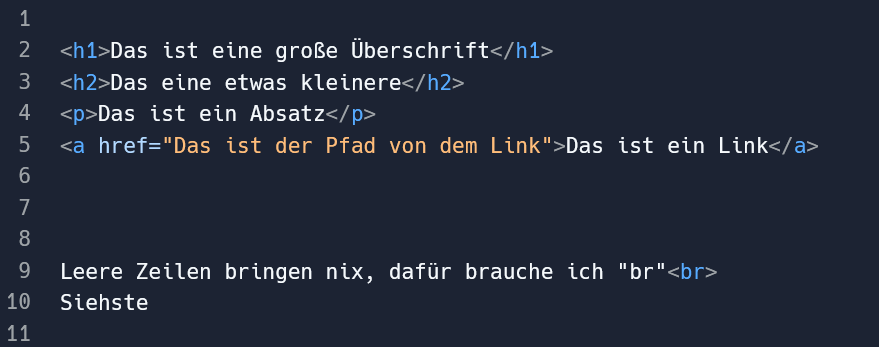 1
2 <h1>Das ist eine große Überschrift</h1>
3 <h2>Das eine etwas kleinere</h2>
4 <p>Das ist ein Absatz</p>
5 <a href="Das ist der Pfad von dem Link">Das ist ein Link</a>
6
7
8
9 Leere Zeilen bringen nix, dafür brauche ich "br"<br>
10 Siehste
11